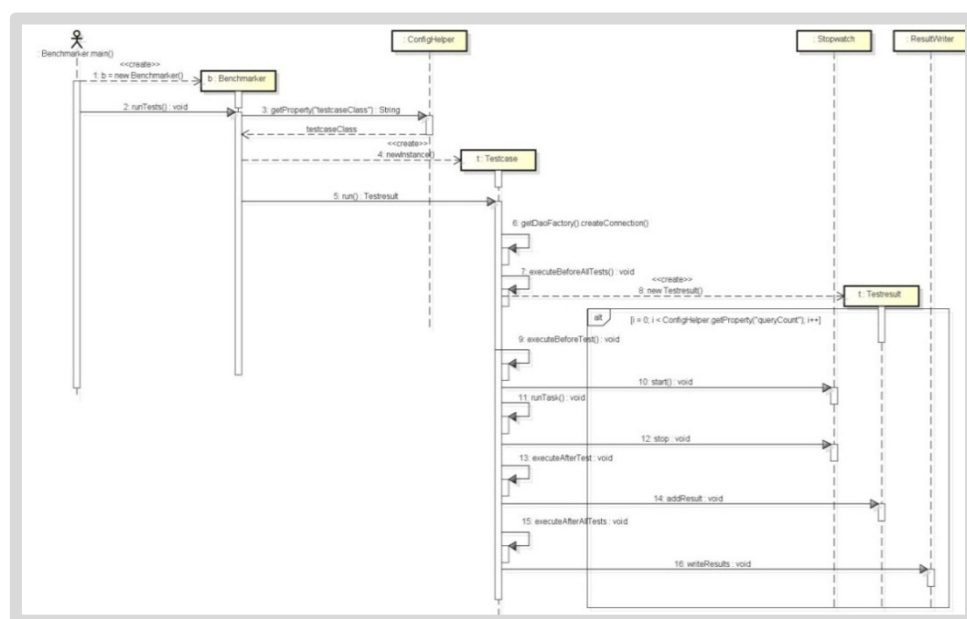 : Benchmarker.main()
: ConfigHelper
: Stopwatch
: ResultWriter
<<create>>
1: b = new Benchmarker()
b : Benchmarker
2: runTests() : void
3: getProperty("testcaseClass") : String
testcaseClass
<<create>>
4: newInstance()
t : Testcase
5: run() : Testresult
6: getDaoFactory().createConnection()
7: executeBeforeAllTests() : void
<<create>>
8: new Testresult()
t : Testresult
alt
[i = 0; i < ConfigHelper.getProperty("queryCount"); i++]
9: executeBeforeTest() : void
10: start() : void
11: runTask() : void
12: stop : void
13: executeAfterTest : void
14: addResult : void
15: executeAfterAllTests : void
16: writeResults : void